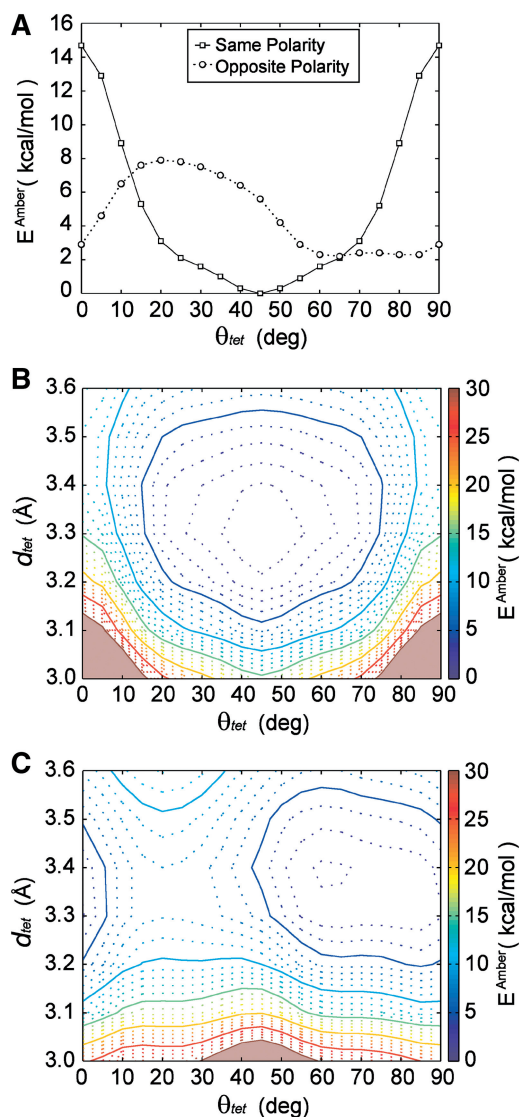 A
16
14
12
10
8
6
4
2
0
E^Amber( kcal/mol)
Same Polarity
Opposite Polarity
0 10 20 30 40 50 60 70 80 90
θtet (deg)
B
3.6
3.5
3.4
3.3
3.2
3.1
3.0
dtet (Å)
0 10 20 30 40 50 60 70 80 90
θtet (deg)
30
25
20
15
10
5
0
E^Amber( kcal/mol)
C
3.6
3.5
3.4
3.3
3.2
3.1
3.0
dtet (Å)
0 10 20 30 40 50 60 70 80 90
θtet (deg)
30
25
20
15
10
5
0
E^Amber( kcal/mol)